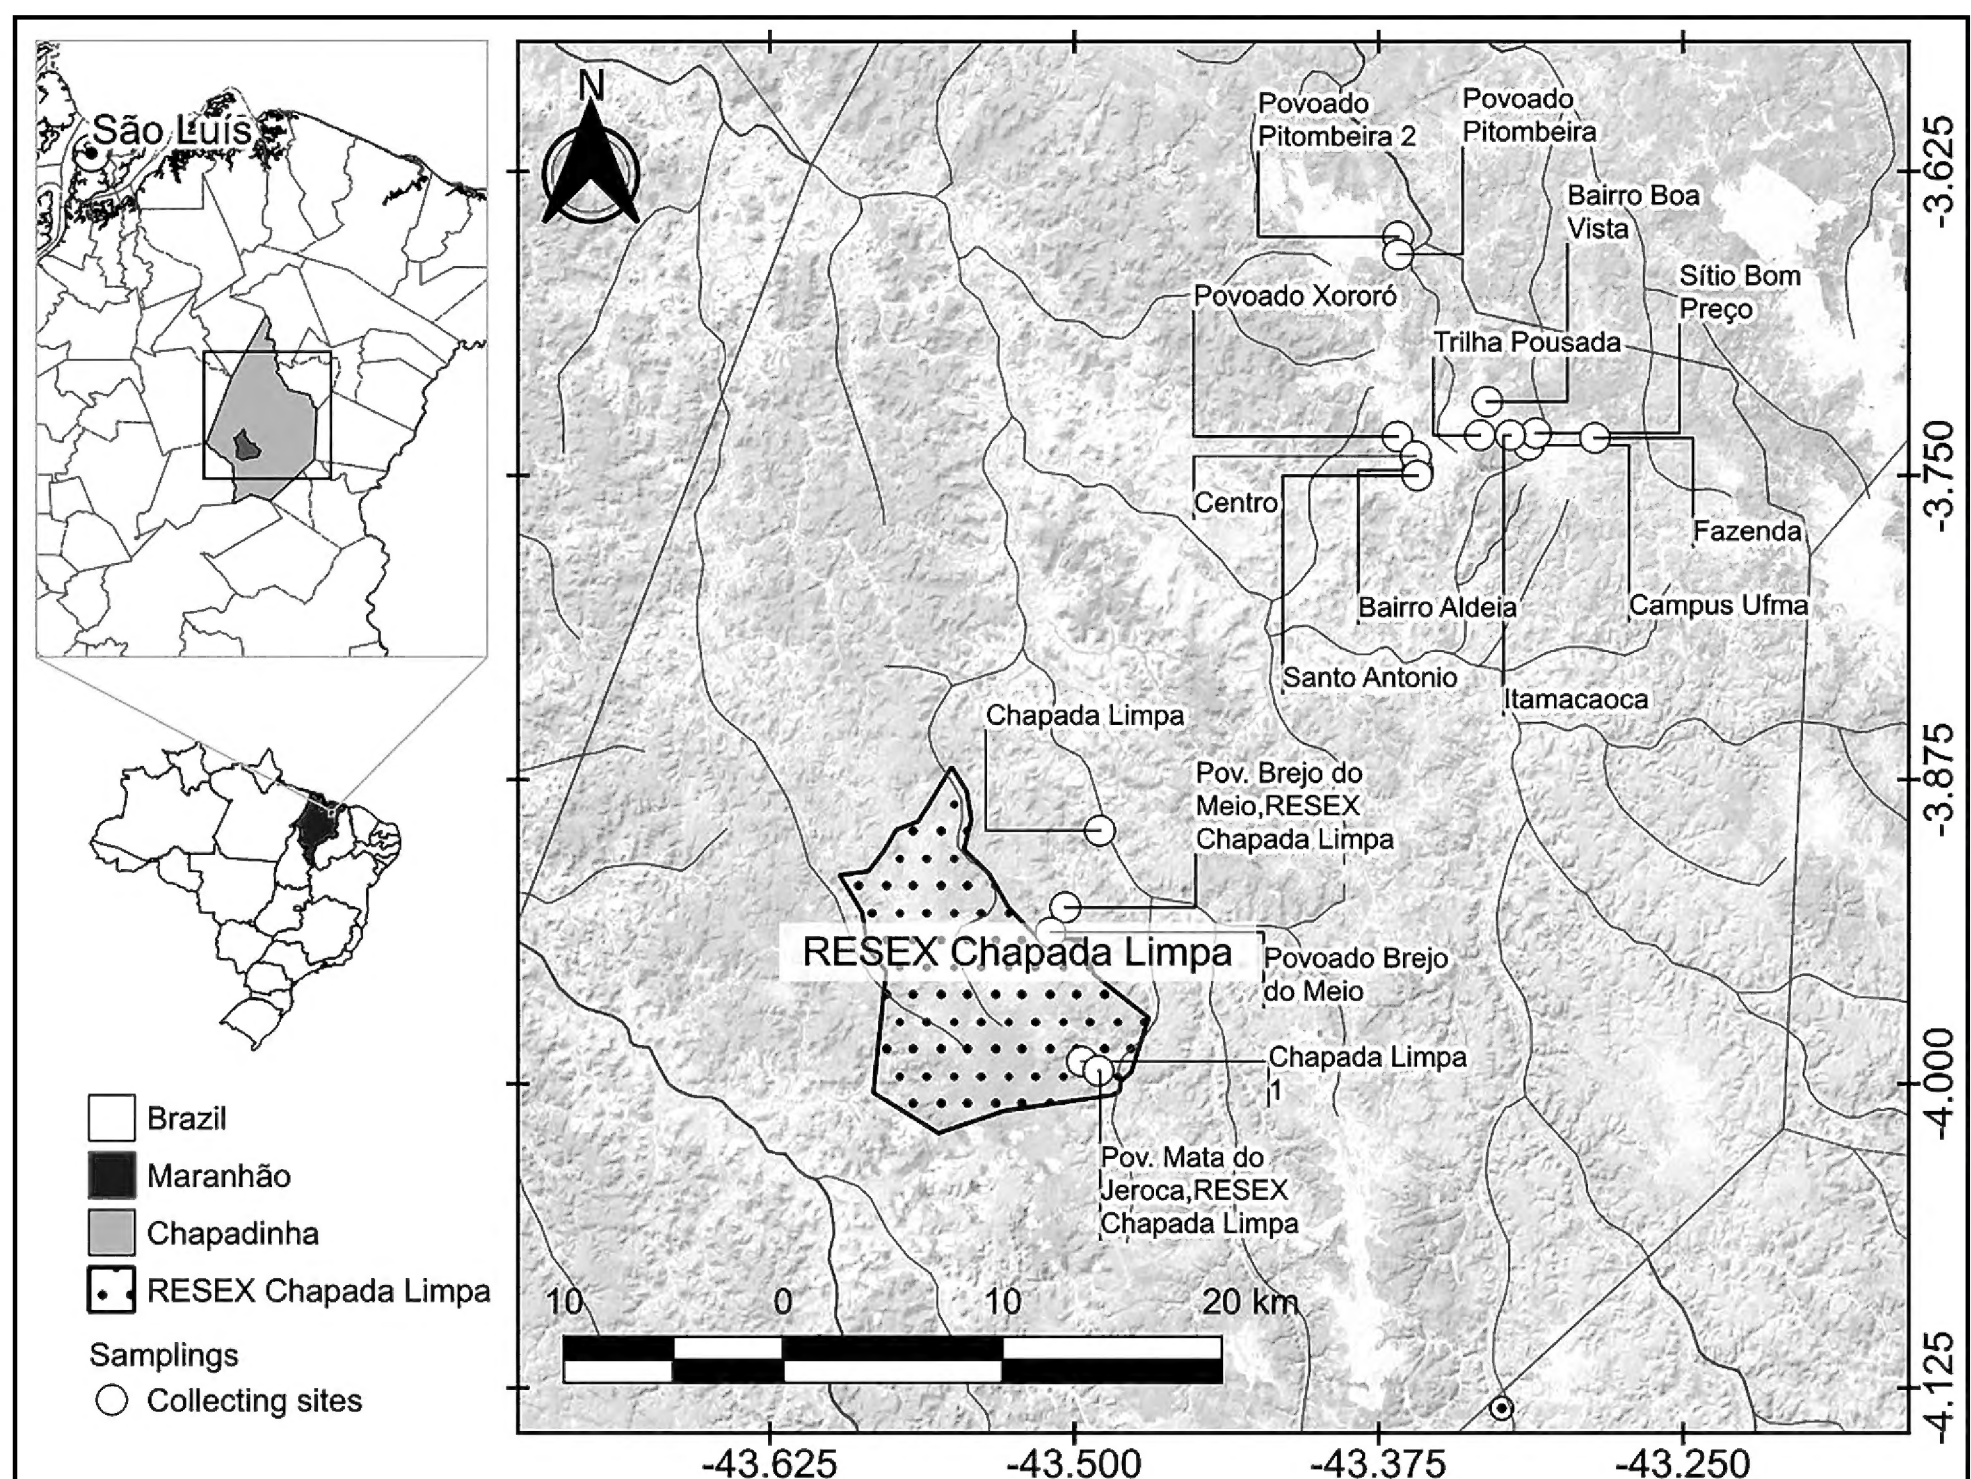 São Luís
N
Povoado
Pitombeira 2
Povoado
Pitombeira
Bairro Boa
Vista
Sítio Bom
Preço
Povoado Xororó
Trilha Pousada
Centro
Fazenda
Bairro Aldeia
Campus Ufma
Santo Antonio
Itamacaoca
Chapada Limpa
Pov. Brejo do
Meio,RESEX
Chapada Limpa
RESEX Chapada Limpa
Povoado Brejo
do Meio
Chapada Limpa
1
Pov. Mata do
Jeroca,RESEX
Chapada Limpa
10 0 10 20 km
-3.625
-3.750
-3.875
-4.000
-4.125
-43.625 -43.500 -43.375 -43.250
Brazil
Maranhão
Chapadinha
RESEX Chapada Limpa
Samplings
Collecting sites